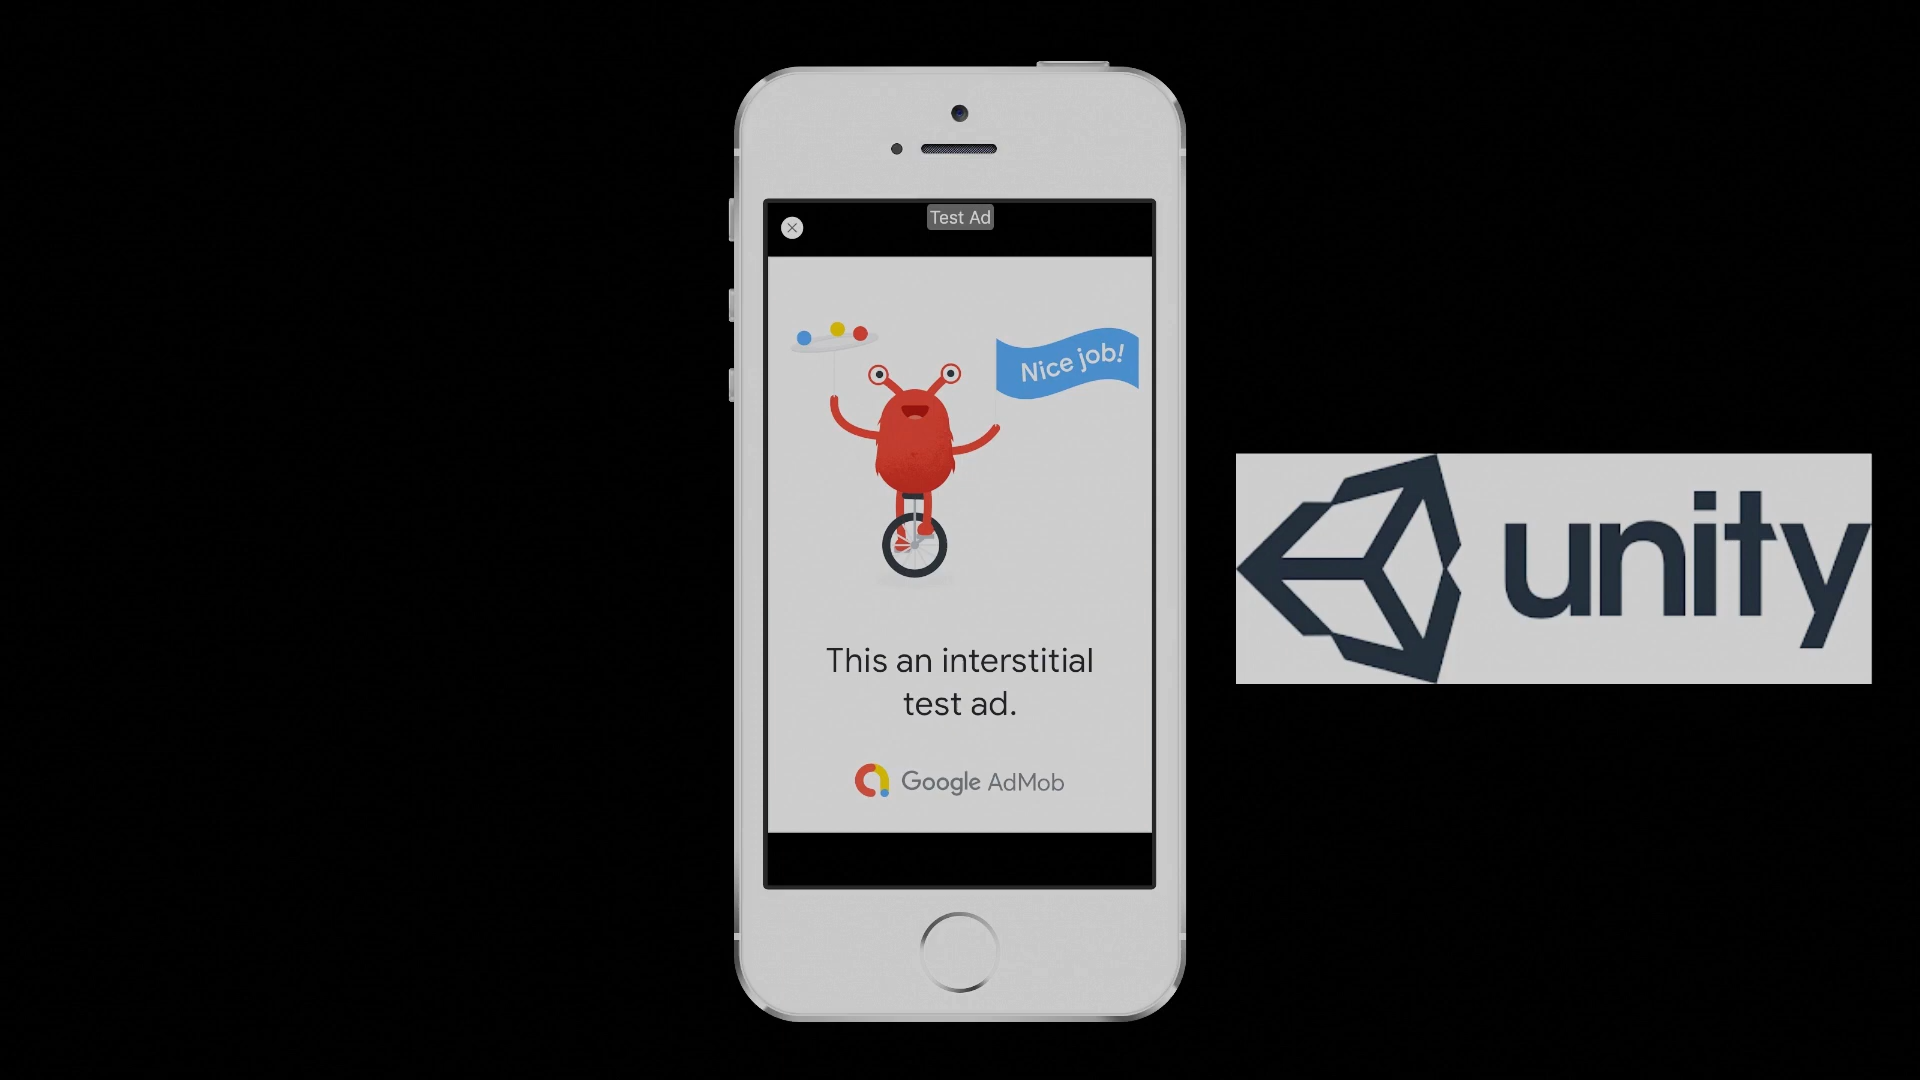 Test Ad
Nice job!
This an interstitial
test ad.
Google AdMob
unity